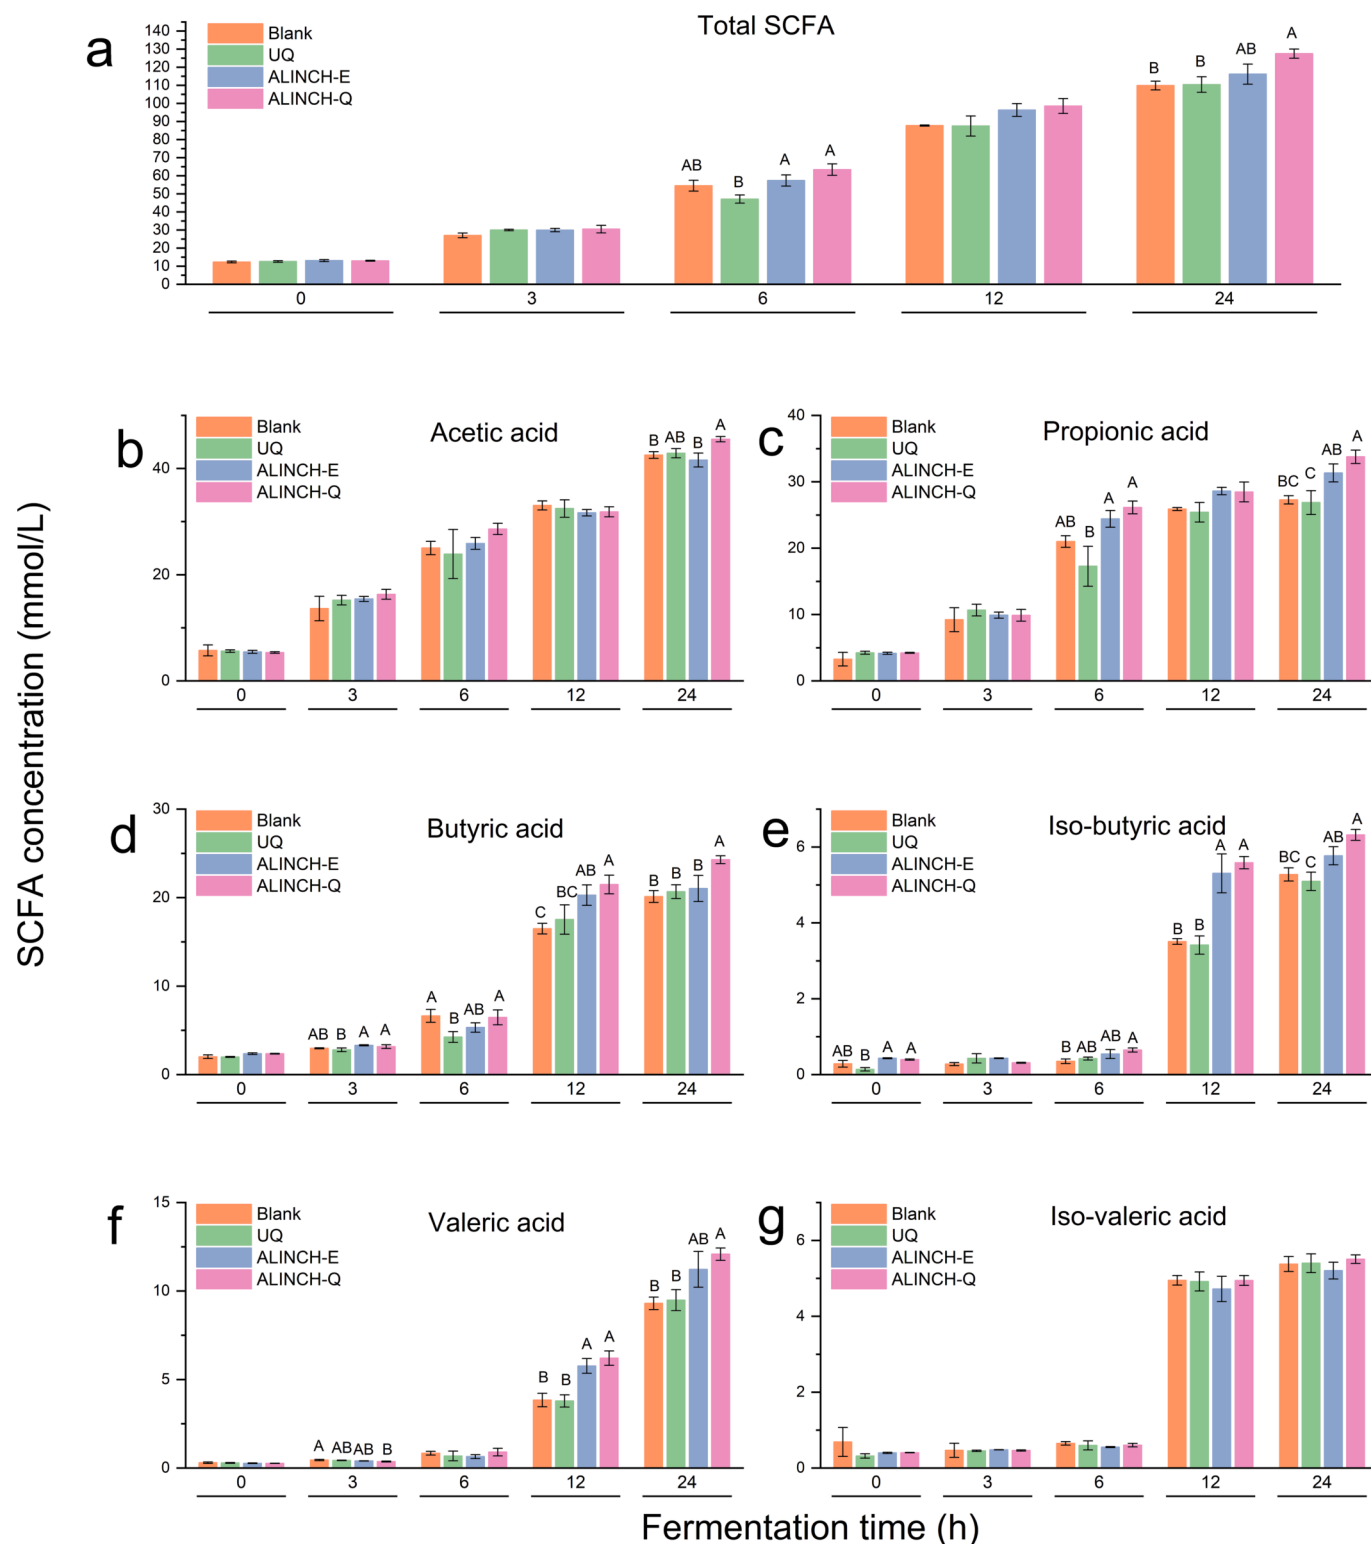 a
Total SCFA
Blank
UQ
ALINCH-E
ALINCH-Q
140
130
120
110
100
90
80
70
60
50
40
30
20
10
0
AB B A A
B B AB A
0 3 6 12 24
SCFA concentration (mmol/L)
b
Acetic acid
Blank
UQ
ALINCH-E
ALINCH-Q
40
20
0
B AB B A
0 3 6 12 24
c
Propionic acid
Blank
UQ
ALINCH-E
ALINCH-Q
40
30
20
10
0
AB B A A
BC C AB A
0 3 6 12 24
d
Butyric acid
Blank
UQ
ALINCH-E
ALINCH-Q
30
20
10
0
AB B A A
A B AB A
C BC AB A
B B B A
0 3 6 12 24
e
Iso-butyric acid
Blank
UQ
ALINCH-E
ALINCH-Q
6
4
2
0
AB B A A
B AB AB A
B B A A
BC C AB A
0 3 6 12 24
f
Valeric acid
Blank
UQ
ALINCH-E
ALINCH-Q
15
10
5
0
A AB AB B
B B A A
B B AB A
0 3 6 12 24
g
Iso-valeric acid
Blank
UQ
ALINCH-E
ALINCH-Q
6
4
2
0
0 3 6 12 24
Fermentation time (h)